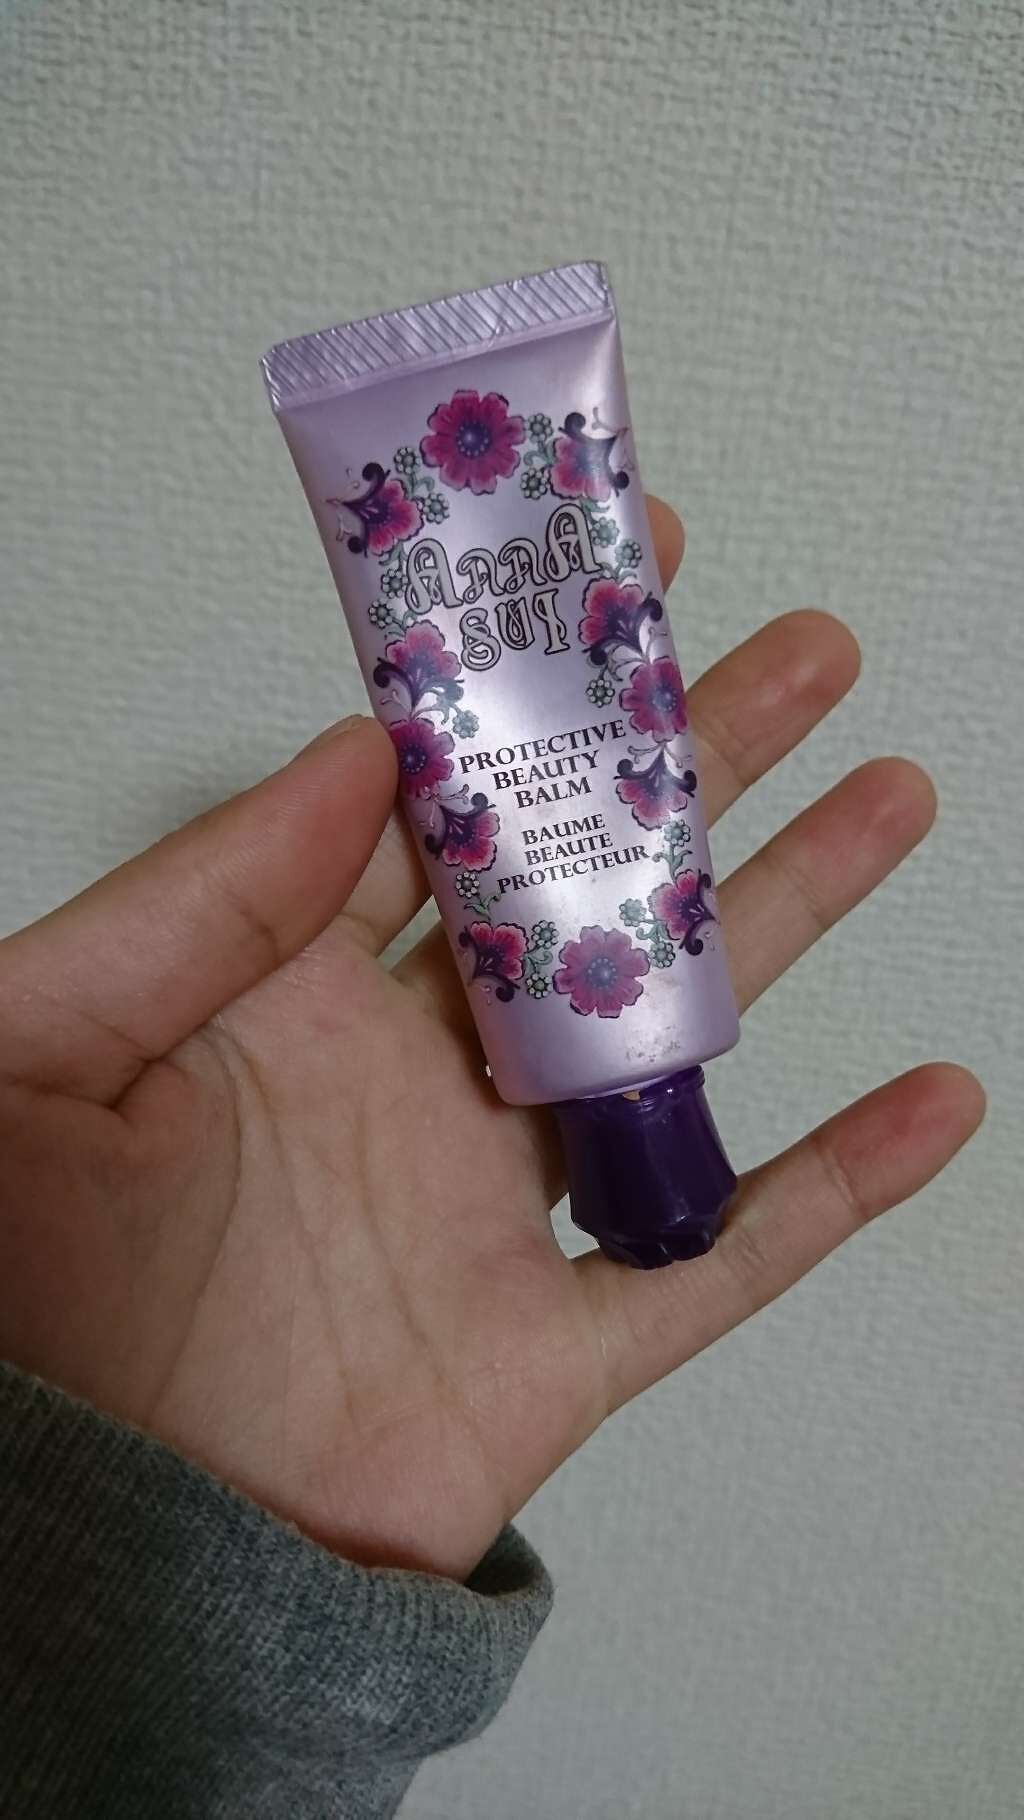 ANNA
SUI
PROTECTIVE
BEAUTY
BALM
BAUME
BEAUTE
PROTECTEUR